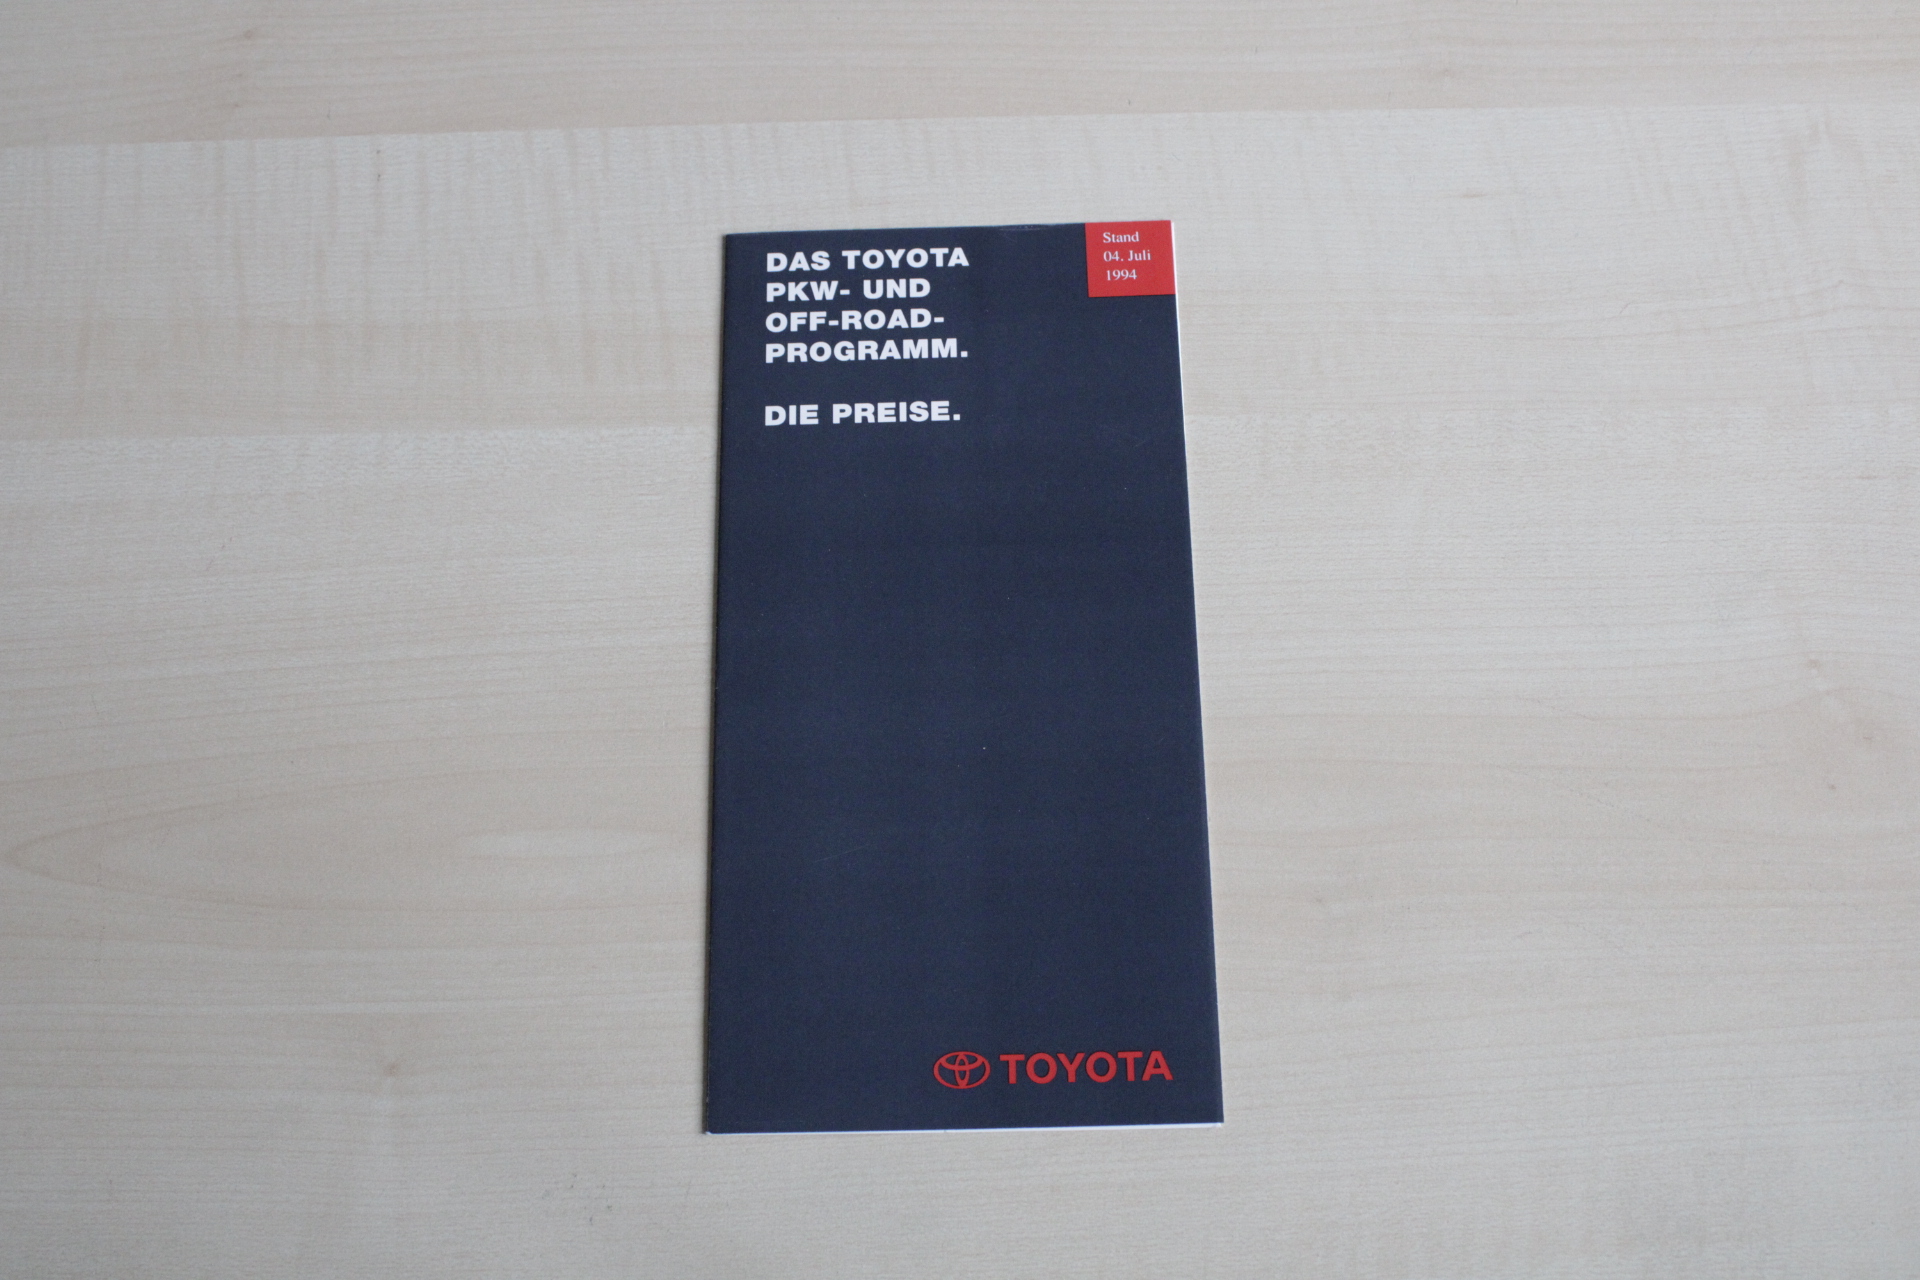 DAS TOYOTA
PKW- UND
OFF-ROAD-
PROGRAMM.
DIE PREISE.
Stand
04. Juli
1994
TOYOTA